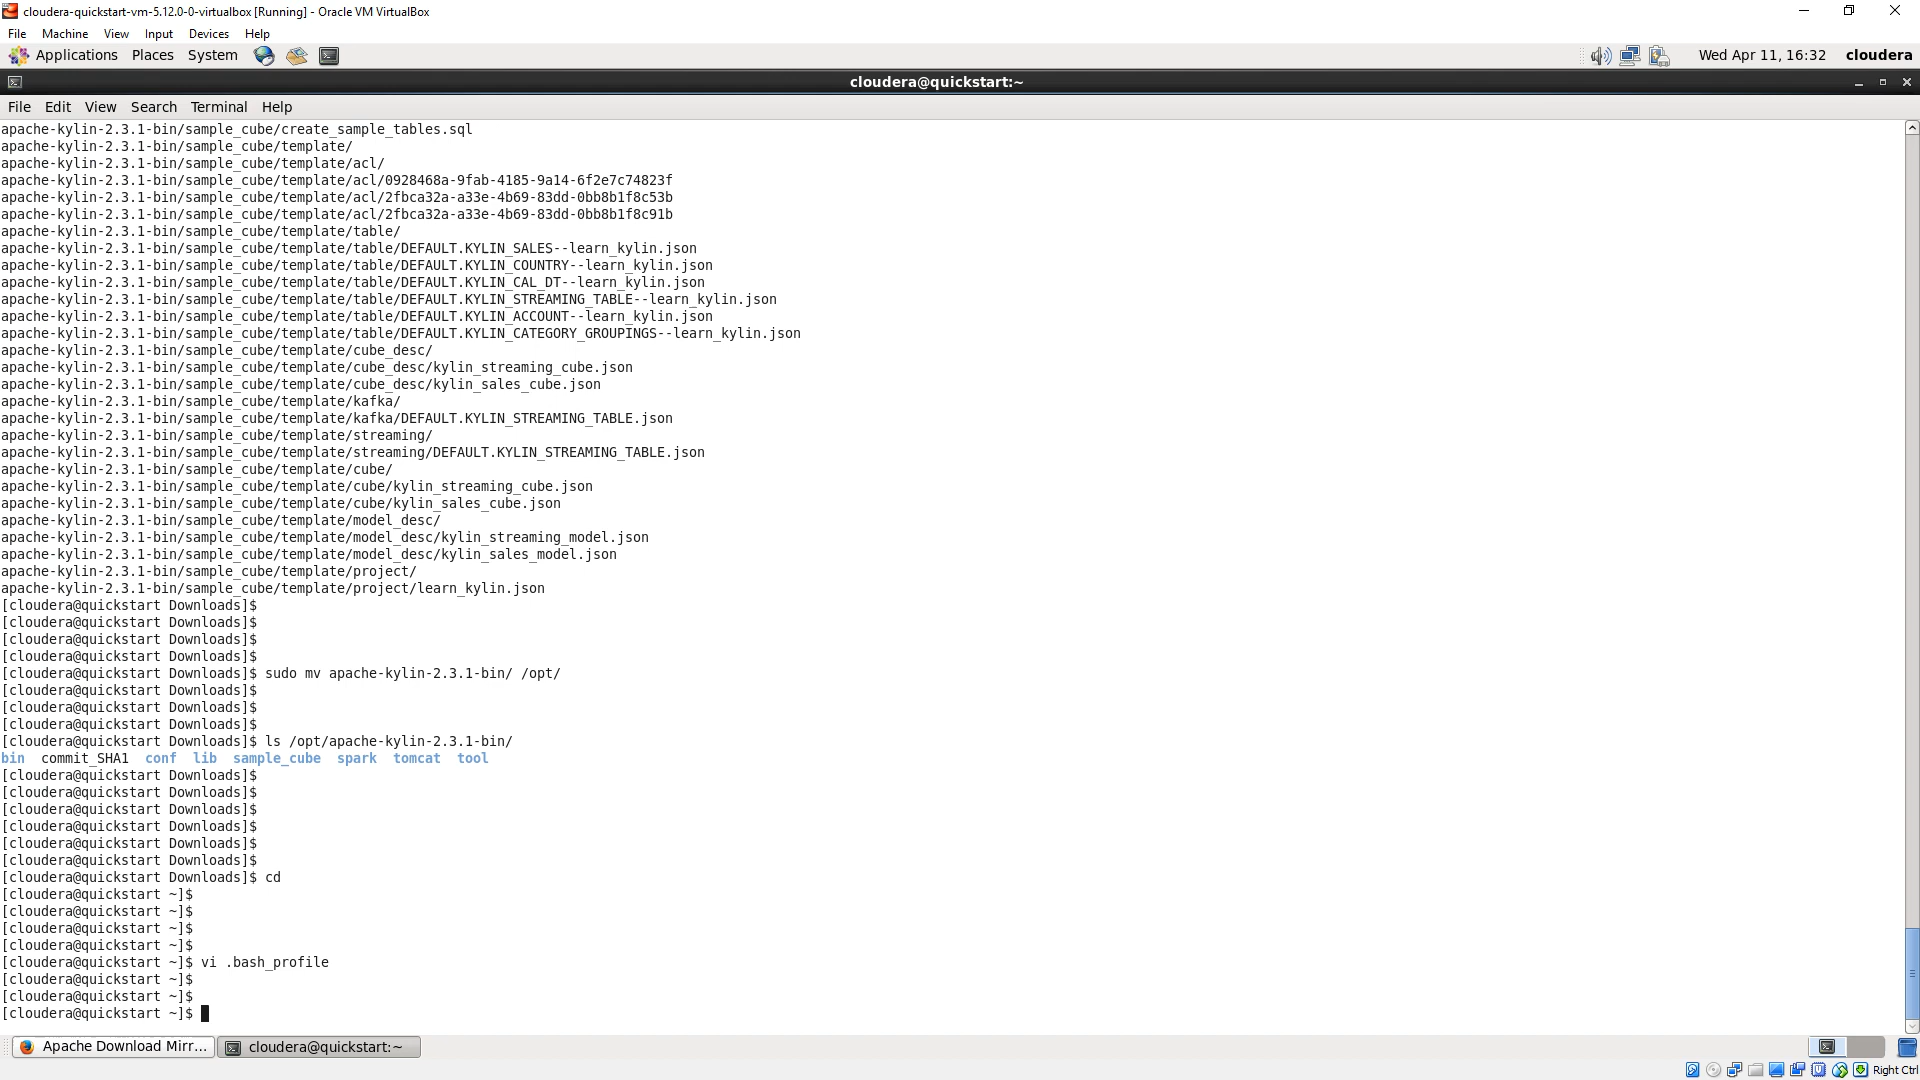 cloudera-quickstart-vm-5.12.0-0-virtualbox [Running] - Oracle VM VirtualBox
File Machine View Input Devices Help
Applications Places System Wed Apr 11, 16:32 cloudera
cloudera@quickstart:~
File Edit View Search Terminal Help
apache-kylin-2.3.1-bin/sample_cube/create_sample_tables.sql
apache-kylin-2.3.1-bin/sample_cube/template/
apache-kylin-2.3.1-bin/sample_cube/template/acl/
apache-kylin-2.3.1-bin/sample_cube/template/acl/0928468a-9fab-4185-9a14-6f2e7c74823f
apache-kylin-2.3.1-bin/sample_cube/template/acl/2fbca32a-a33e-4b69-83dd-0bb8b1f8c53b
apache-kylin-2.3.1-bin/sample_cube/template/acl/2fbca32a-a33e-4b69-83dd-0bb8b1f8c91b
apache-kylin-2.3.1-bin/sample_cube/template/table/
apache-kylin-2.3.1-bin/sample_cube/template/table/DEFAULT.KYLIN_SALES--learn_kylin.json
apache-kylin-2.3.1-bin/sample_cube/template/table/DEFAULT.KYLIN_COUNTRY--learn_kylin.json
apache-kylin-2.3.1-bin/sample_cube/template/table/DEFAULT.KYLIN_CAL_DT--learn_kylin.json
apache-kylin-2.3.1-bin/sample_cube/template/table/DEFAULT.KYLIN_STREAMING_TABLE--learn_kylin.json
apache-kylin-2.3.1-bin/sample_cube/template/table/DEFAULT.KYLIN_ACCOUNT--learn_kylin.json
apache-kylin-2.3.1-bin/sample_cube/template/table/DEFAULT.KYLIN_CATEGORY_GROUPINGS--learn_kylin.json
apache-kylin-2.3.1-bin/sample_cube/template/cube_desc/
apache-kylin-2.3.1-bin/sample_cube/template/cube_desc/kylin_streaming_cube.json
apache-kylin-2.3.1-bin/sample_cube/template/cube_desc/kylin_sales_cube.json
apache-kylin-2.3.1-bin/sample_cube/template/kafka/
apache-kylin-2.3.1-bin/sample_cube/template/kafka/DEFAULT.KYLIN_STREAMING_TABLE.json
apache-kylin-2.3.1-bin/sample_cube/template/streaming/
apache-kylin-2.3.1-bin/sample_cube/template/streaming/DEFAULT.KYLIN_STREAMING_TABLE.json
apache-kylin-2.3.1-bin/sample_cube/template/cube/
apache-kylin-2.3.1-bin/sample_cube/template/cube/kylin_streaming_cube.json
apache-kylin-2.3.1-bin/sample_cube/template/cube/kylin_sales_cube.json
apache-kylin-2.3.1-bin/sample_cube/template/model_desc/
apache-kylin-2.3.1-bin/sample_cube/template/model_desc/kylin_streaming_model.json
apache-kylin-2.3.1-bin/sample_cube/template/model_desc/kylin_sales_model.json
apache-kylin-2.3.1-bin/sample_cube/template/project/
apache-kylin-2.3.1-bin/sample_cube/template/project/learn_kylin.json
[cloudera@quickstart Downloads]$
[cloudera@quickstart Downloads]$
[cloudera@quickstart Downloads]$
[cloudera@quickstart Downloads]$
[cloudera@quickstart Downloads]$ sudo mv apache-kylin-2.3.1-bin/ /opt/
[cloudera@quickstart Downloads]$
[cloudera@quickstart Downloads]$
[cloudera@quickstart Downloads]$
[cloudera@quickstart Downloads]$ ls /opt/apache-kylin-2.3.1-bin/
bin commit_SHA1 conf lib sample_cube spark tomcat tool
[cloudera@quickstart Downloads]$
[cloudera@quickstart Downloads]$
[cloudera@quickstart Downloads]$
[cloudera@quickstart Downloads]$
[cloudera@quickstart Downloads]$
[cloudera@quickstart Downloads]$
[cloudera@quickstart Downloads]$ cd
[cloudera@quickstart ~]$
[cloudera@quickstart ~]$
[cloudera@quickstart ~]$
[cloudera@quickstart ~]$
[cloudera@quickstart ~]$ vi .bash_profile
[cloudera@quickstart ~]$
[cloudera@quickstart ~]$
[cloudera@quickstart ~]$
Apache Download Mirr... cloudera@quickstart:~
Right Ctrl